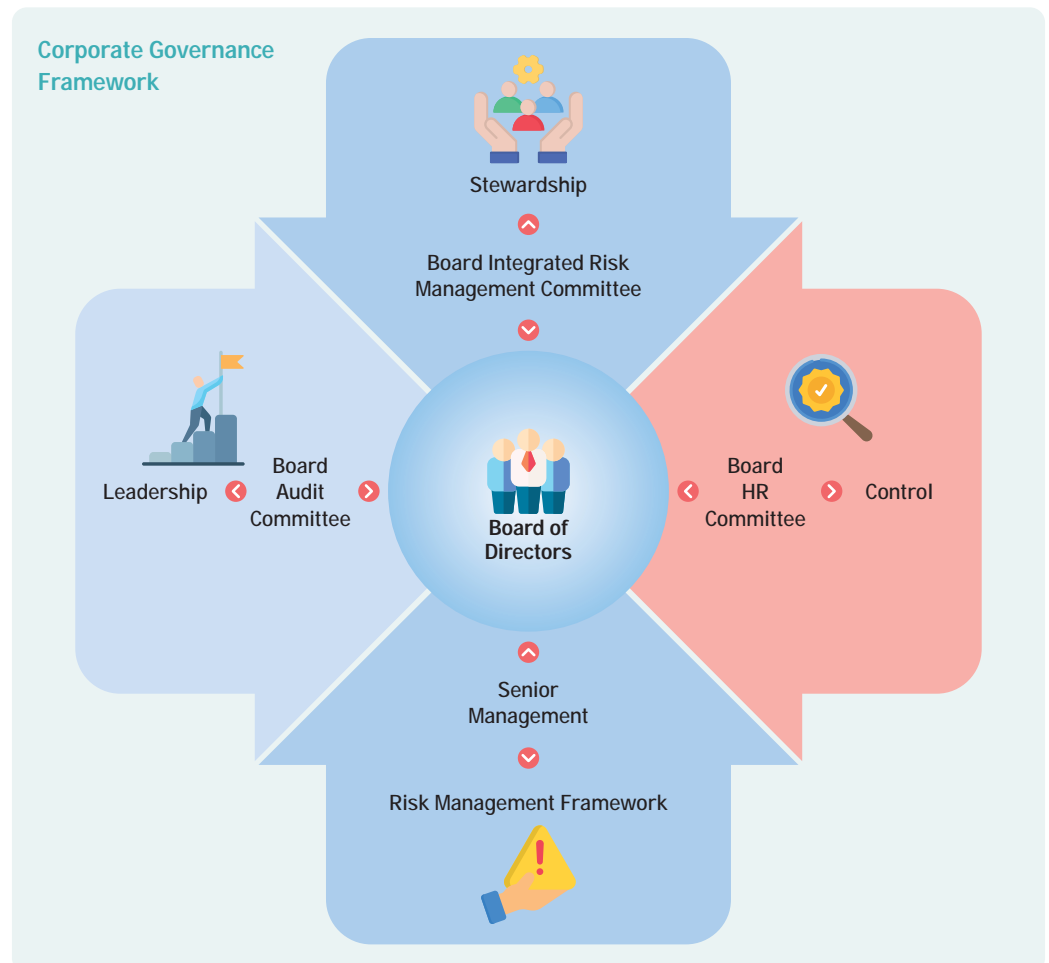 Corporate Governance
Framework
Stewardship
Board Integrated Risk
Management Committee
Leadership
Board
Audit
Committee
Board of
Directors
Board
HR
Committee
Control
Senior
Management
Risk Management Framework